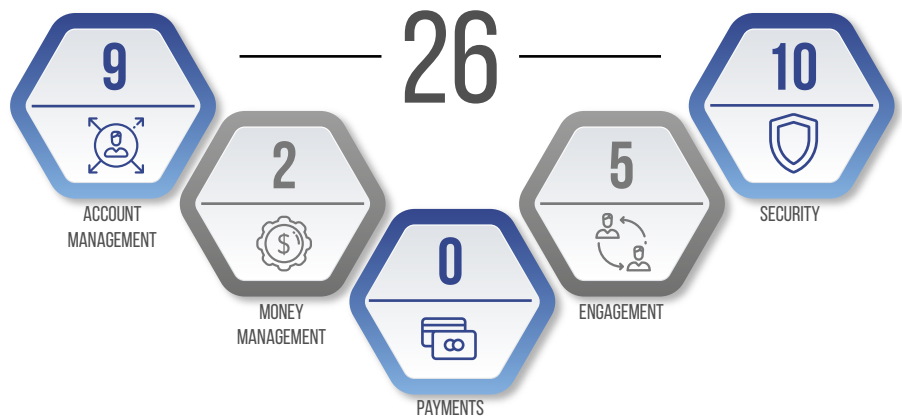 26
9
ACCOUNT
MANAGEMENT
2
$
MONEY
MANAGEMENT
0
PAYMENTS
5
ENGAGEMENT
10
SECURITY